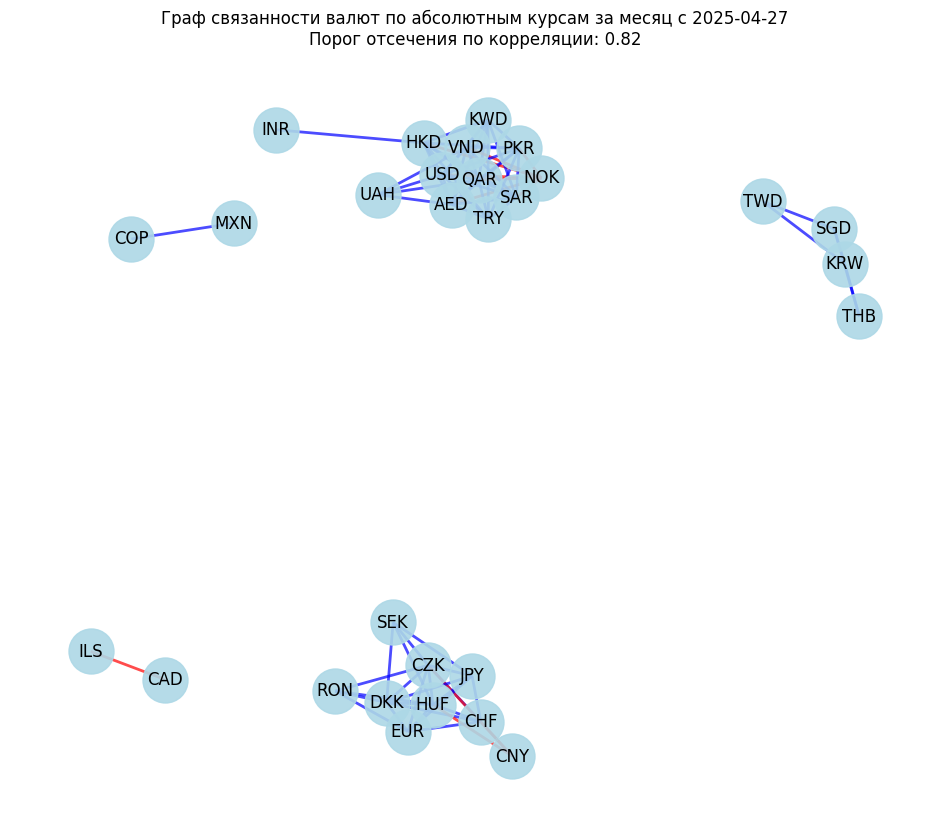 Граф связанности валют по абсолютным курсам за месяц с 2025-04-27
Порог отсечения по корреляции: 0.82
KWD
INR
HKD
VND
PKR
USD
QAR
NOK
UAH
AED
SAR
TRY
TWD
SGD
COP
MXN
KRW
THB
SEK
ILS
CAD
CZK
JPY
RON
DKK
HUF
EUR
CHF
CNY